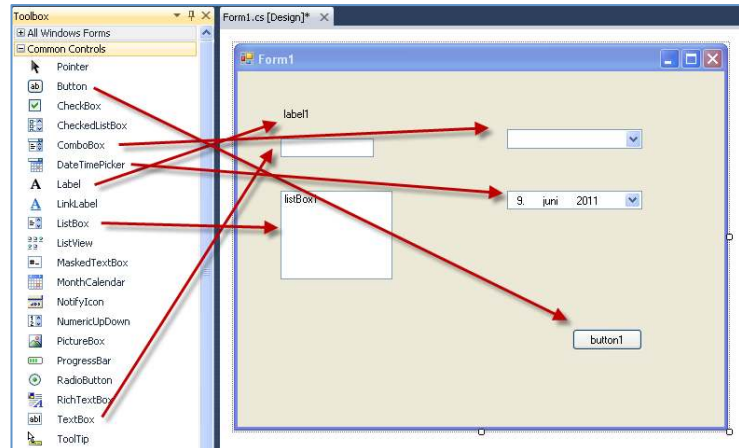 Toolbox
All Windows Forms
Common Controls
Pointer
Button
CheckBox
CheckedListBox
ComboBox
DateTimePicker
Label
LinkLabel
ListBox
ListView
MaskedTextBox
MonthCalendar
NotifyIcon
NumericUpDown
PictureBox
ProgressBar
RadioButton
RichTextBox
TextBox
ToolTip
Form1.cs [Design]*
Form1
label1
listBox1
9. juni 2011
button1